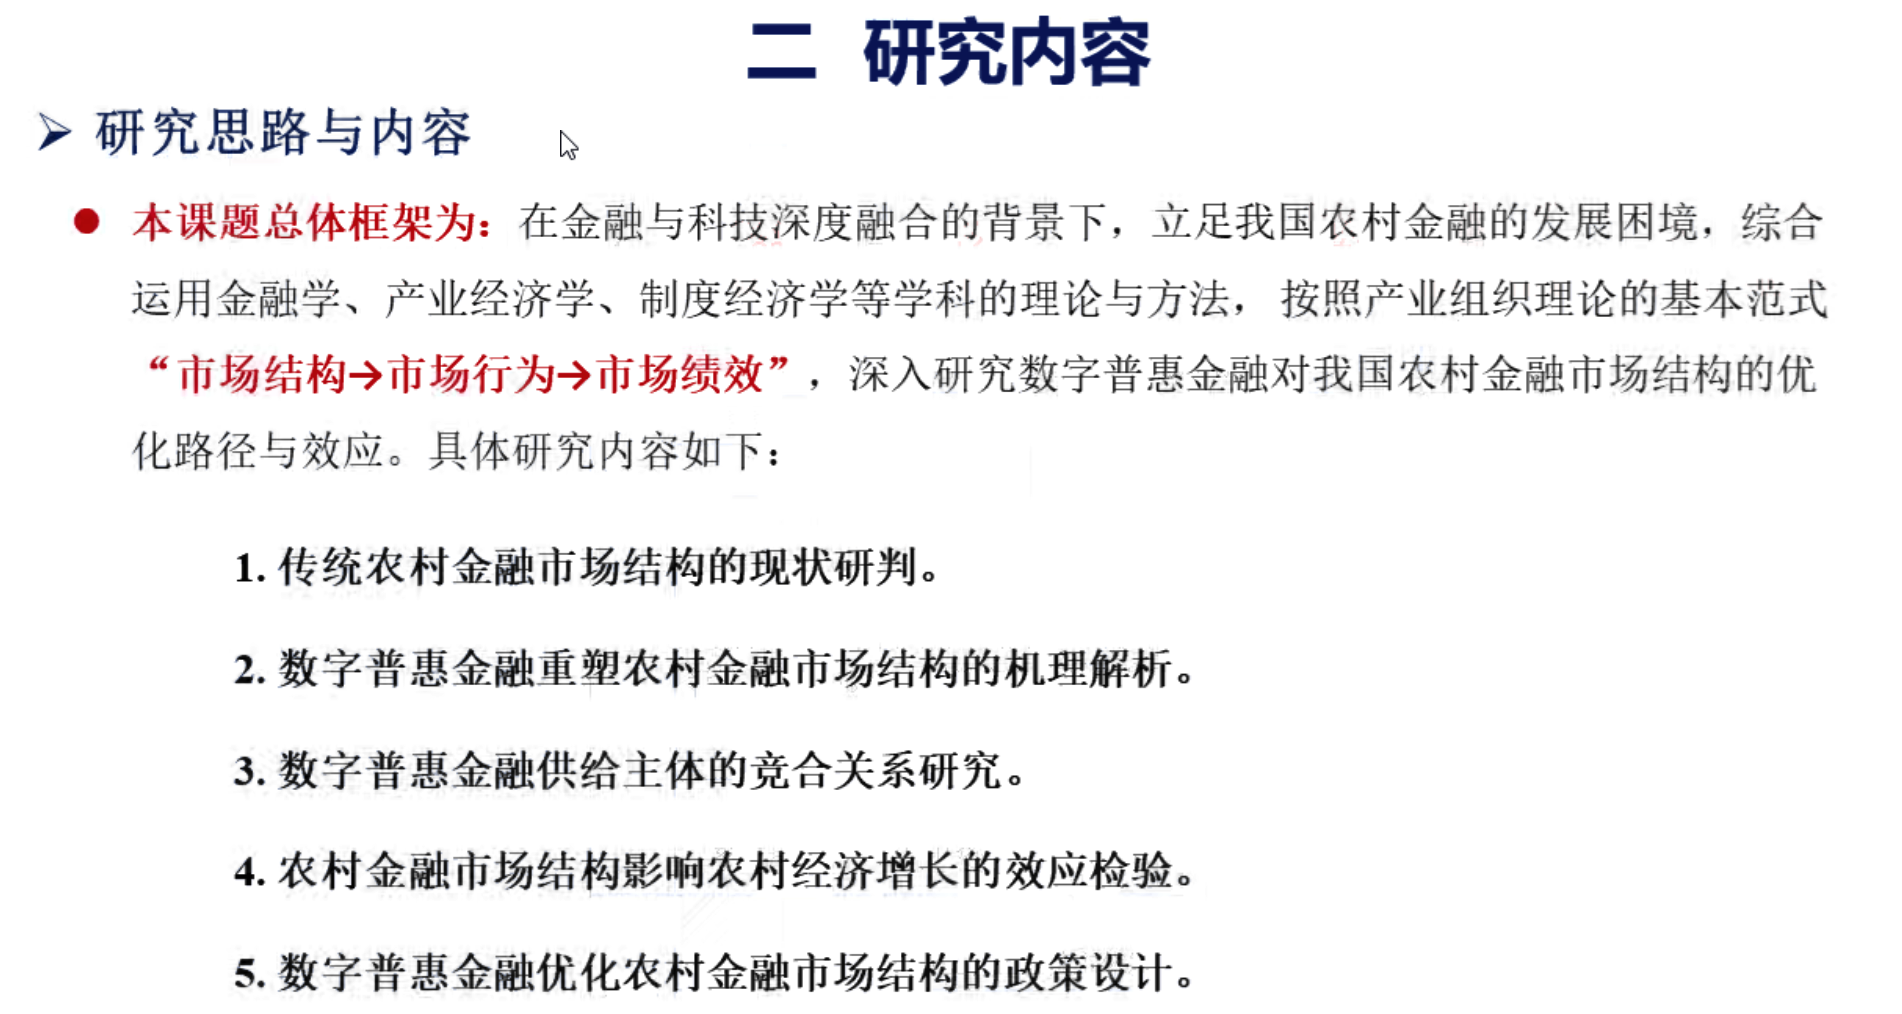 二 研究内容
研究思路与内容
本课题总体框架为：在金融与科技深度融合的背景下，立足我国农村金融的发展困境，综合
运用金融学、产业经济学、制度经济学等学科的理论与方法，按照产业组织理论的基本范式
“市场结构→市场行为→市场绩效”，深入研究数字普惠金融对我国农村金融市场结构的优
化路径与效应。具体研究内容如下：
1. 传统农村金融市场结构的现状研判。
2. 数字普惠金融重塑农村金融市场结构的机理解析。
3. 数字普惠金融供给主体的竞合关系研究。
4. 农村金融市场结构影响农村经济增长的效应检验。
5. 数字普惠金融优化农村金融市场结构的政策设计。